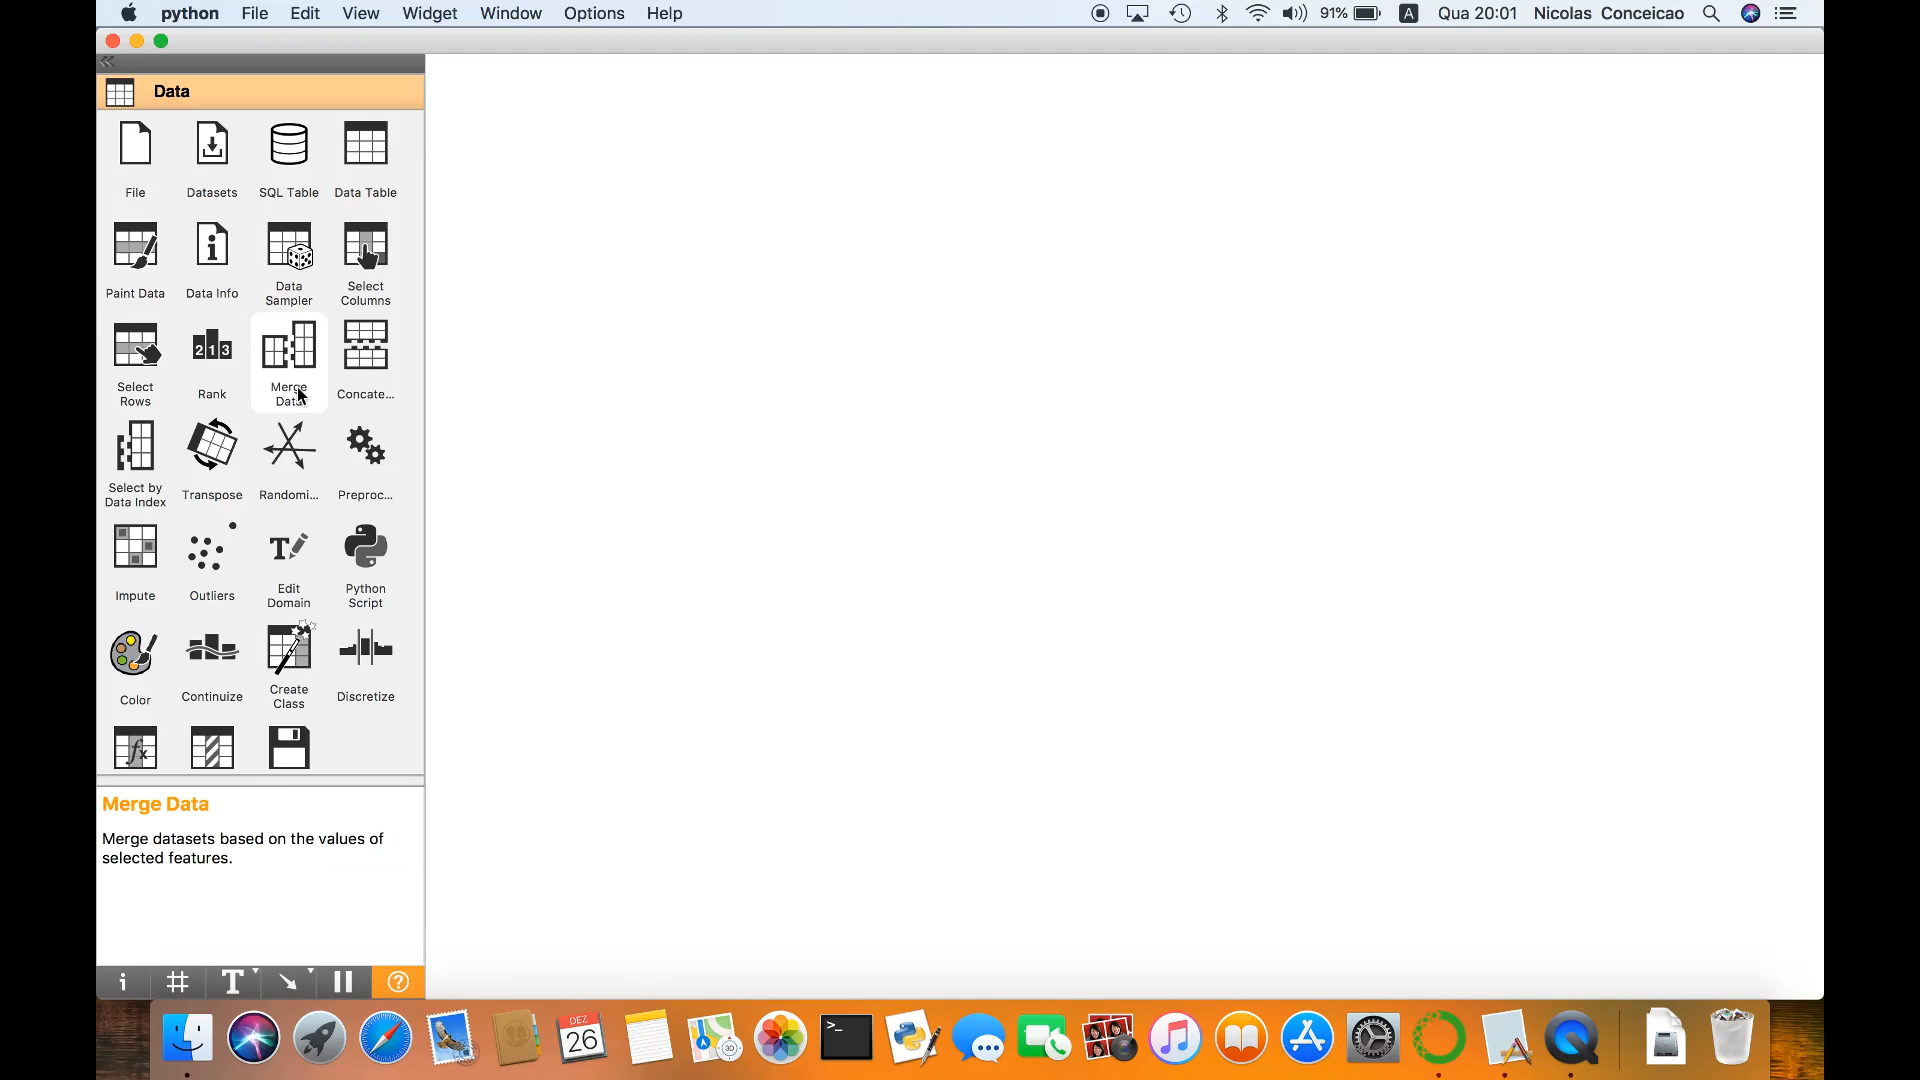 python File Edit View Widget Window Options Help 91% A Qua 20:01 Nicolas Conceicao
Data
File Datasets SQL Table Data Table
Paint Data Data Info Data Sampler Select Columns
Select Rows Rank Merge Data Concate...
213
Select by Data Index Transpose Randomi... Preproc...
Impute Outliers Edit Domain Python Script
Color Continuize Create Class Discretize
fx
Merge Data
Merge datasets based on the values of
selected features.
i T ?
DEZ
26
3D
>_